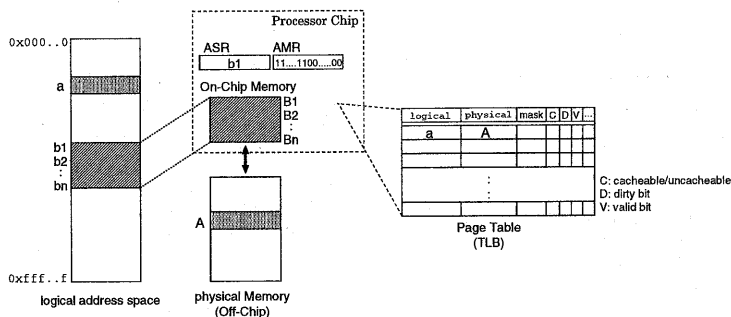 Processor Chip
0x000..0
ASR AMR
b1 11....1100.....00
a
On-Chip Memory
B1
B2
:
Bn
b1
b2
:
bn
logical physical mask C D V ...
a A
:
C: cacheable/uncacheable
D: dirty bit
V: valid bit
A
Page Table
(TLB)
0xfff..f
logical address space
physical Memory
(Off-Chip)